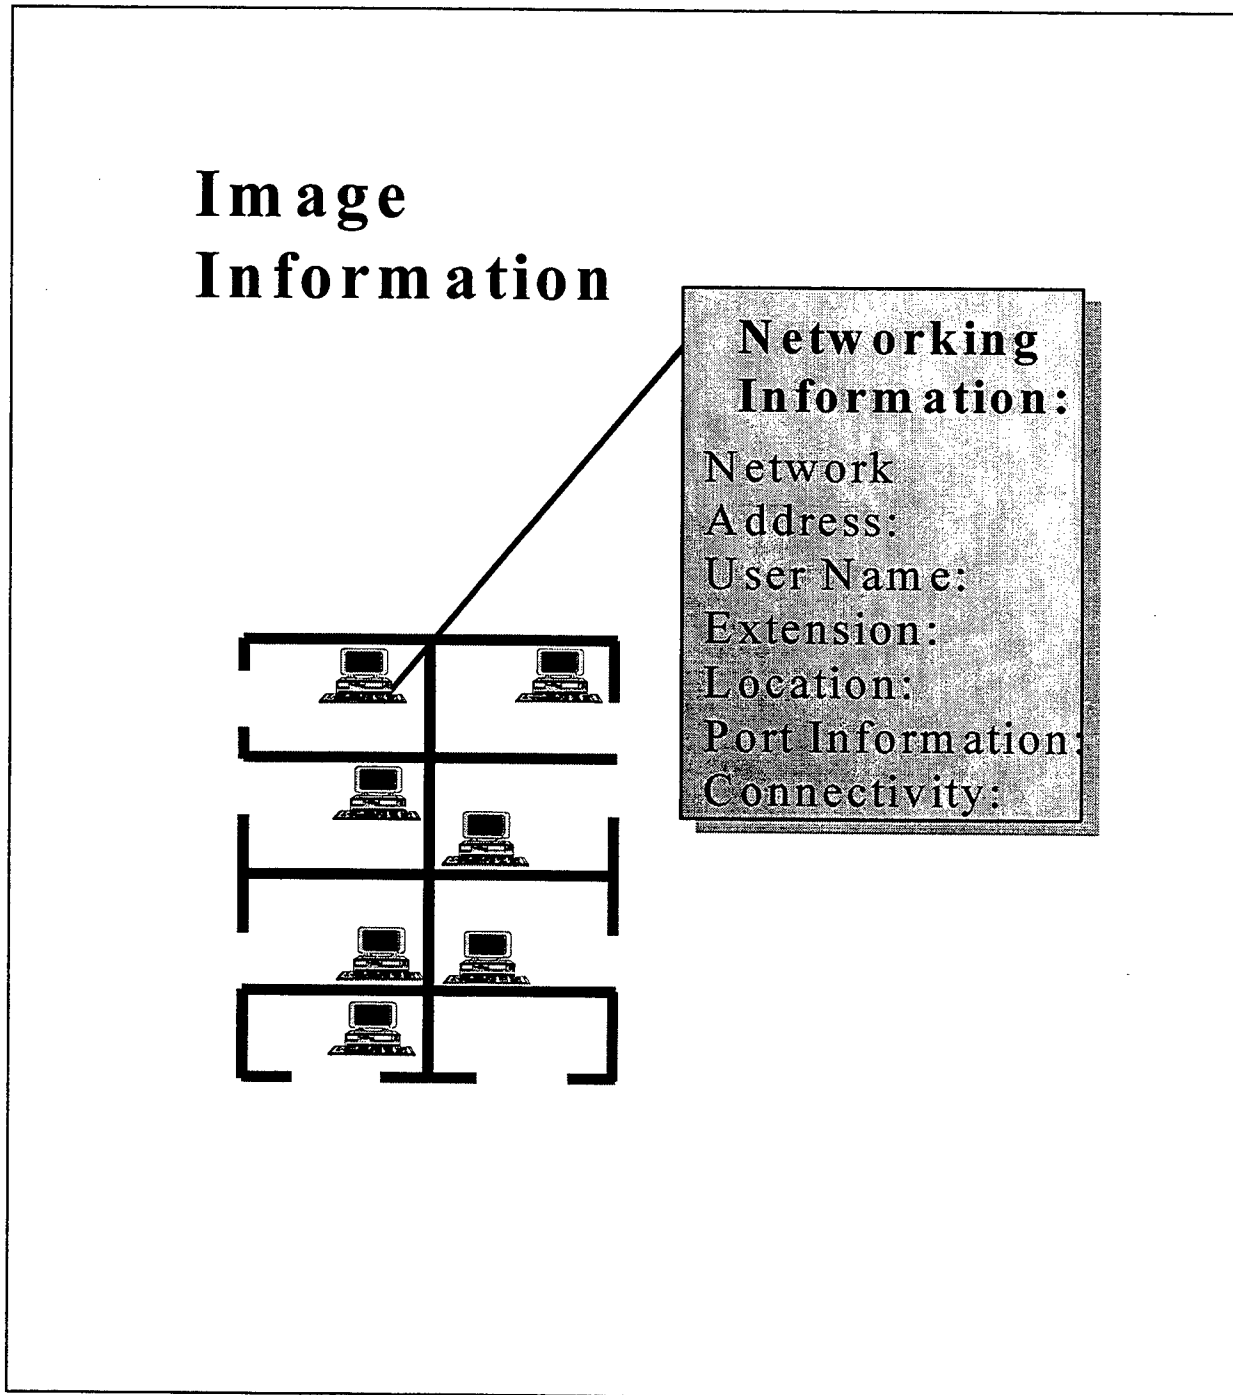 Image
Information
Networking
Information:
Network
Address:
User Name:
Extension:
Location:
Port Information:
Connectivity: